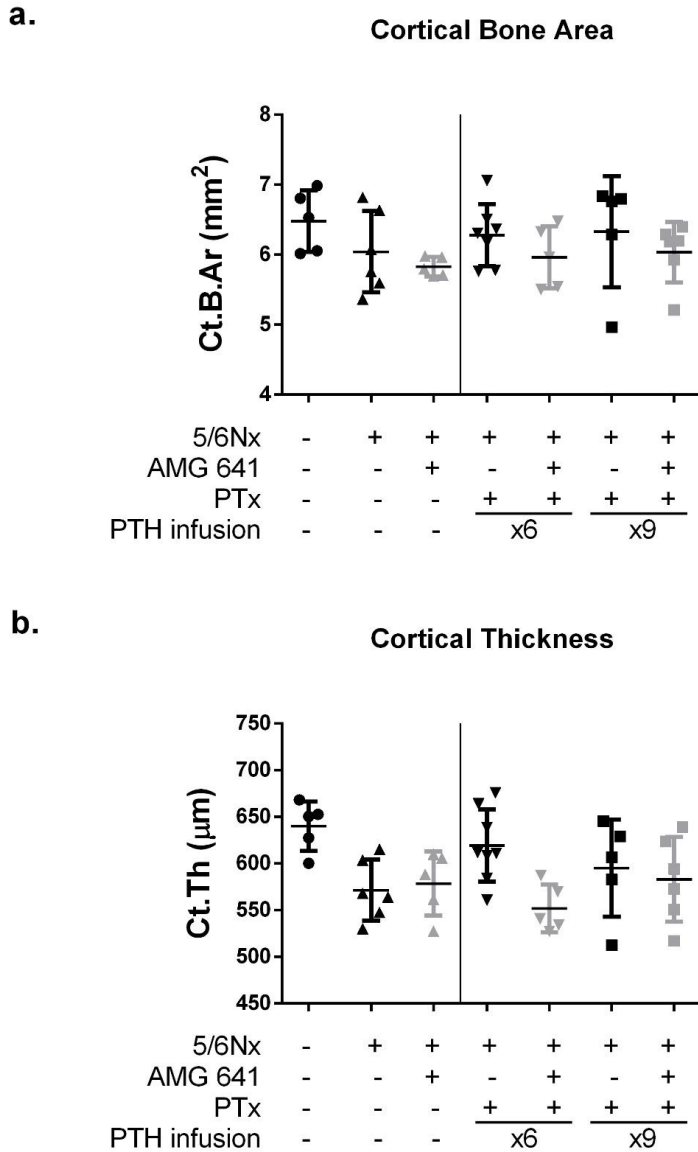 a.
Cortical Bone Area
Ct.B.Ar (mm²)
8
7
6
5
4
5/6Nx - + + + + + +
AMG 641 - - + - + - +
PTx - - - + + + +
PTH infusion - - - x6 x9
b.
Cortical Thickness
Ct.Th (μm)
750
700
650
600
550
500
450
5/6Nx - + + + + + +
AMG 641 - - + - + - +
PTx - - - + + + +
PTH infusion - - - x6 x9